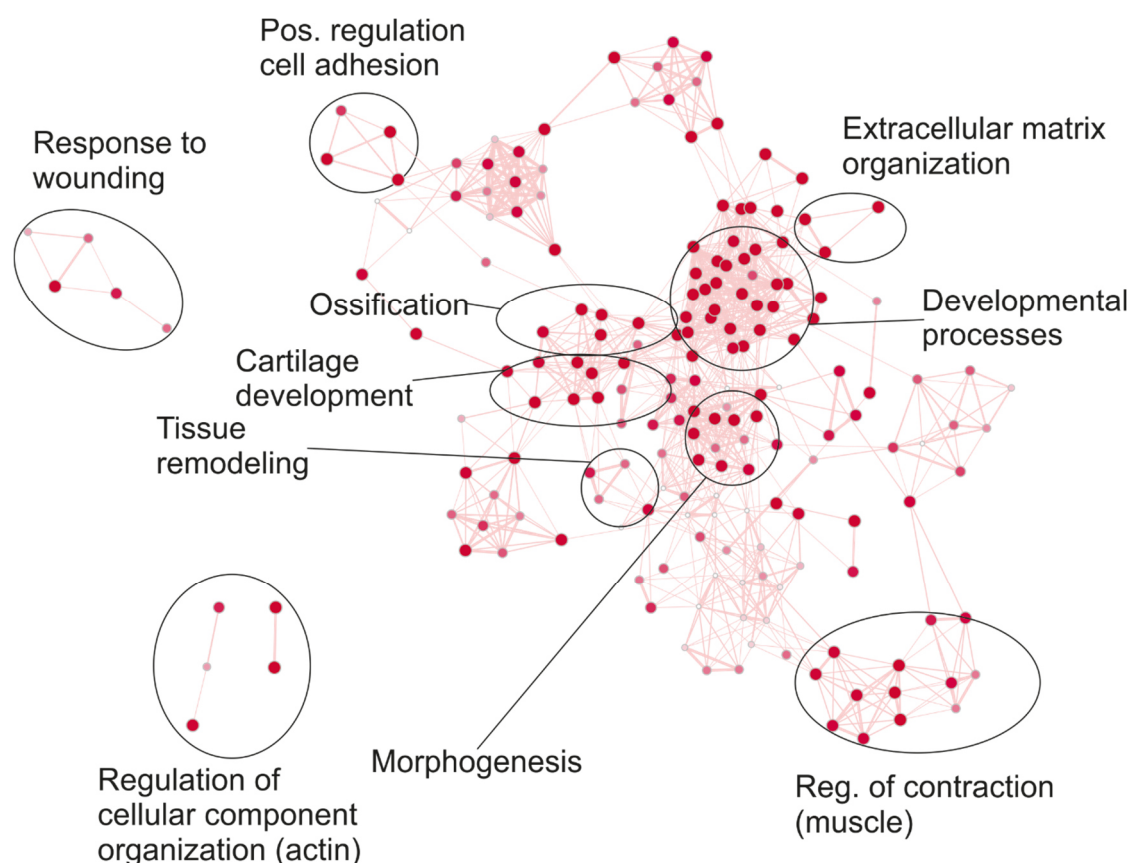 Pos. regulation
cell adhesion
Response to
wounding
Extracellular matrix
organization
Ossification
Developmental
processes
Cartilage
development
Tissue
remodeling
Morphogenesis
Regulation of
cellular component
organization (actin)
Reg. of contraction
(muscle)